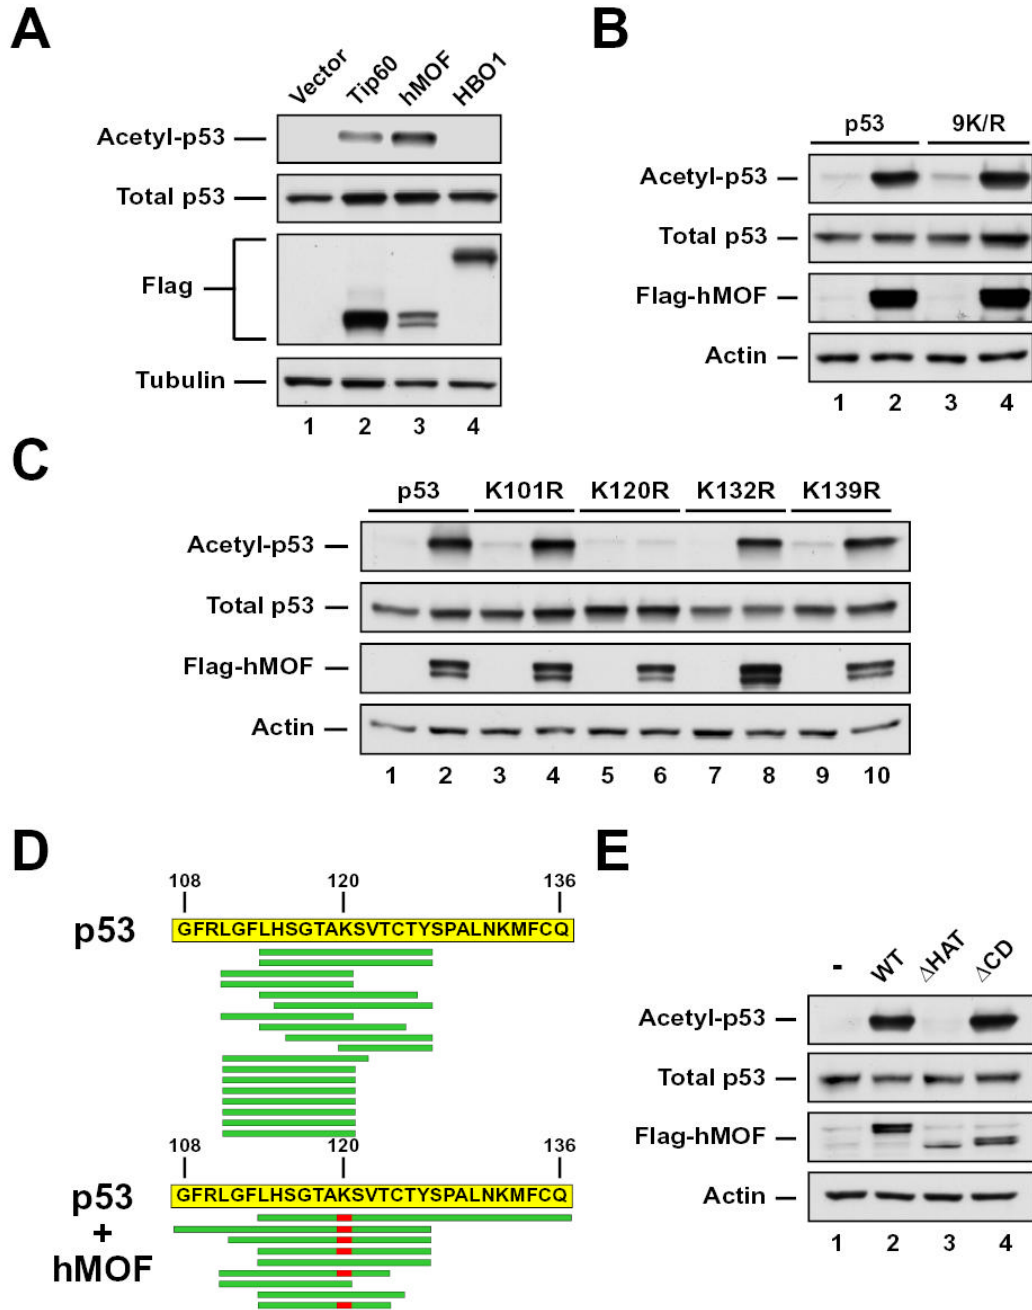 A
Vector Tip60 hMOF HBO1
Acetyl-p53
Total p53
Flag
Tubulin
1 2 3 4
B
p53 9K/R
Acetyl-p53
Total p53
Flag-hMOF
Actin
1 2 3 4
C
p53 K101R K120R K132R K139R
Acetyl-p53
Total p53
Flag-hMOF
Actin
1 2 3 4 5 6 7 8 9 10
D
108 120 136
p53 GFRLGFLHSGTAKSVTCTYSPALNKMFCQ
108 120 136
p53 GFRLGFLHSGTAKSVTCTYSPALNKMFCQ
+
hMOF
E
- WT ΔHAT ΔCD
Acetyl-p53
Total p53
Flag-hMOF
Actin
1 2 3 4